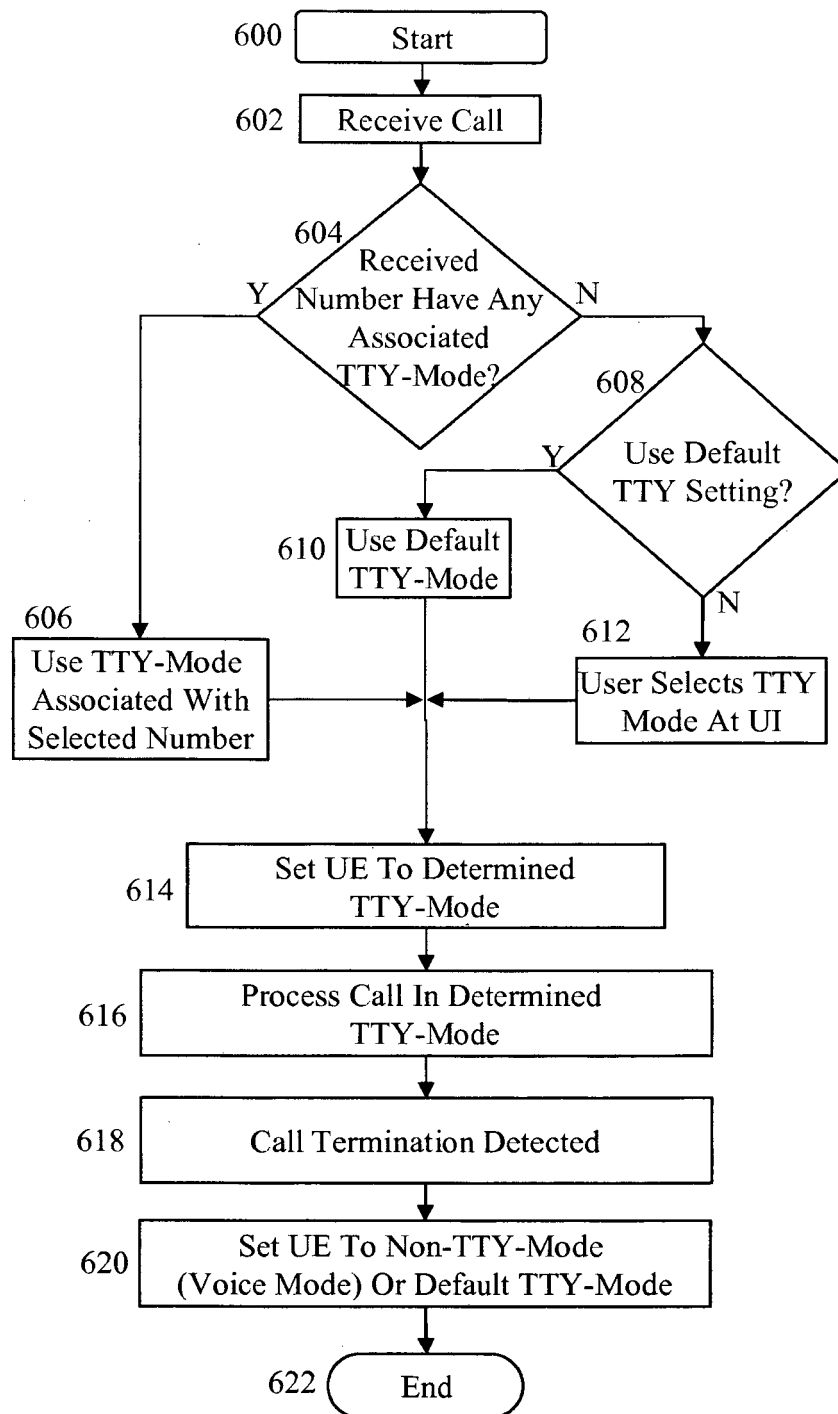 600 Start
602 Receive Call
604
Received
Number Have Any
Associated
TTY-Mode?
Y
N
608
Use Default
TTY Setting?
Y
N
610 Use Default
TTY-Mode
606
Use TTY-Mode
Associated With
Selected Number
612
User Selects TTY
Mode At UI
614 Set UE To Determined
TTY-Mode
616 Process Call In Determined
TTY-Mode
618 Call Termination Detected
620 Set UE To Non-TTY-Mode
(Voice Mode) Or Default TTY-Mode
622 End